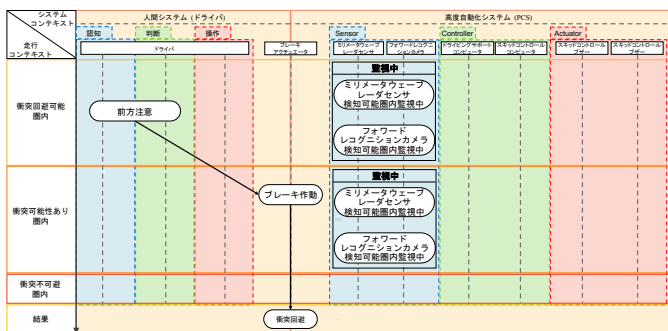 システム
コンテキスト
走行
コンテキスト
人間システム (ドライバ)
高度自動化システム (PCS)
認知
判断
操作
Sensor
Controller
Actuator
ドライバ
ブレーキ
アクチュエータ
ミリメータウェーブ
レーダセンサ
フォワードレコグニ
ションカメラ
ドライビングサポート
コンピュータ
スキッドコントロール
コンピュータ
スキッドコントロール
ブザー
スキッドコントロール
ブザー
衝突回避可能
圏内
前方注意
監視中
ミリメータウェーブ
レーダセンサ
検知可能圏内監視中
フォワード
レコグニションカメラ
検知可能圏内監視中
衝突可能性あり
圏内
ブレーキ作動
監視中
ミリメータウェーブ
レーダセンサ
検知可能圏内監視中
フォワード
レコグニションカメラ
検知可能圏内監視中
衝突不可避
圏内
結果
衝突回避